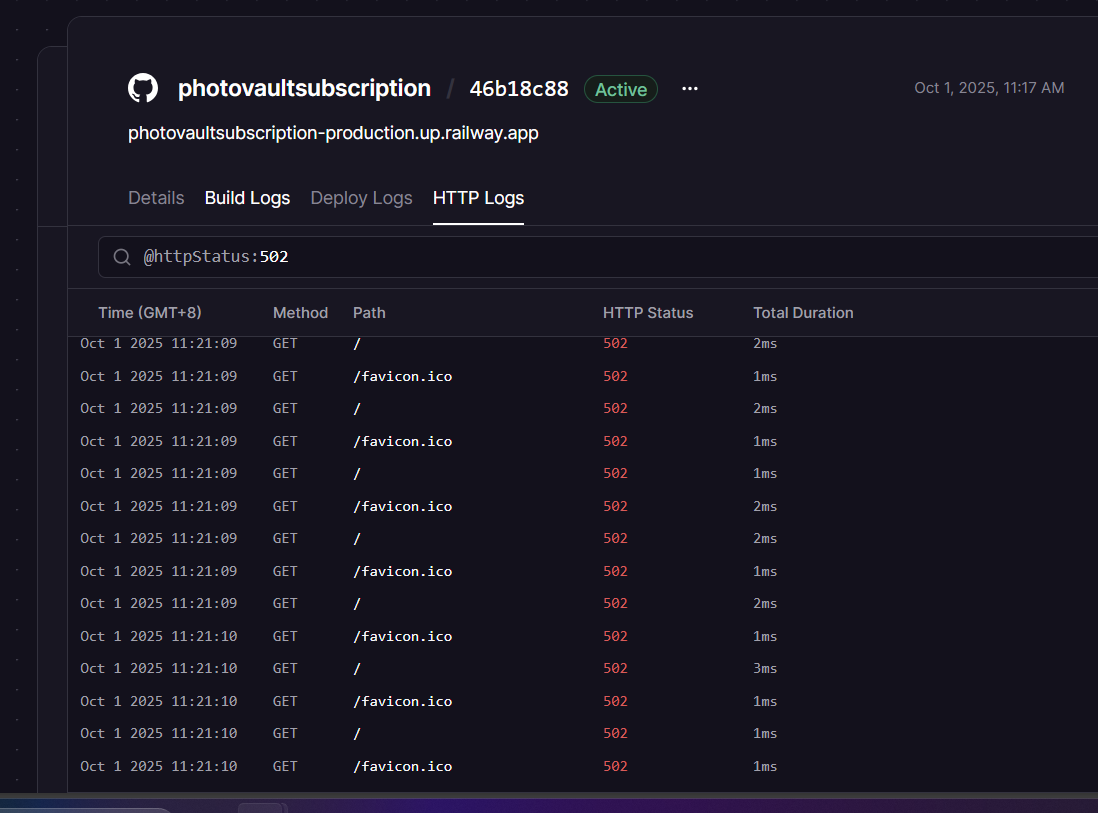 photovaultsubscription / 46b18c88 Active ··· Oct 1, 2025, 11:17 AM
photovaultsubscription-production.up.railway.app
Details Build Logs Deploy Logs HTTP Logs
@httpStatus:502
Time (GMT+8) Method Path HTTP Status Total Duration
Oct 1 2025 11:21:09 GET / 502 2ms
Oct 1 2025 11:21:09 GET /favicon.ico 502 1ms
Oct 1 2025 11:21:09 GET / 502 2ms
Oct 1 2025 11:21:09 GET /favicon.ico 502 1ms
Oct 1 2025 11:21:09 GET / 502 1ms
Oct 1 2025 11:21:09 GET /favicon.ico 502 2ms
Oct 1 2025 11:21:09 GET / 502 2ms
Oct 1 2025 11:21:09 GET /favicon.ico 502 1ms
Oct 1 2025 11:21:09 GET / 502 2ms
Oct 1 2025 11:21:10 GET /favicon.ico 502 1ms
Oct 1 2025 11:21:10 GET / 502 3ms
Oct 1 2025 11:21:10 GET /favicon.ico 502 1ms
Oct 1 2025 11:21:10 GET / 502 1ms
Oct 1 2025 11:21:10 GET /favicon.ico 502 1ms